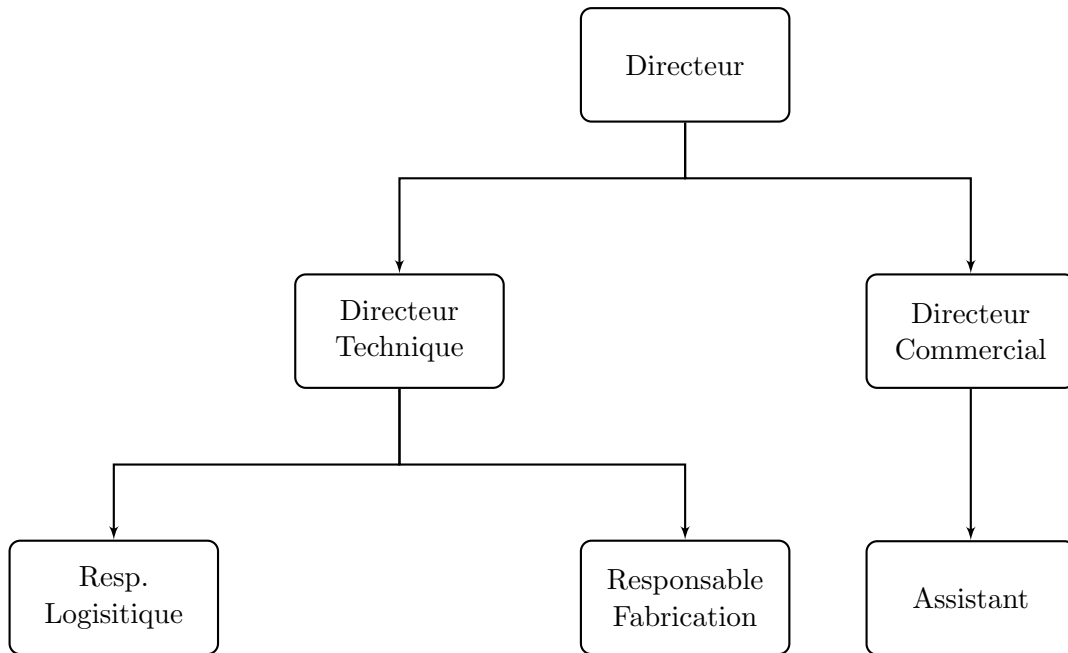 Directeur
Directeur
Technique
Directeur
Commercial
Resp.
Logisitique
Responsable
Fabrication
Assistant